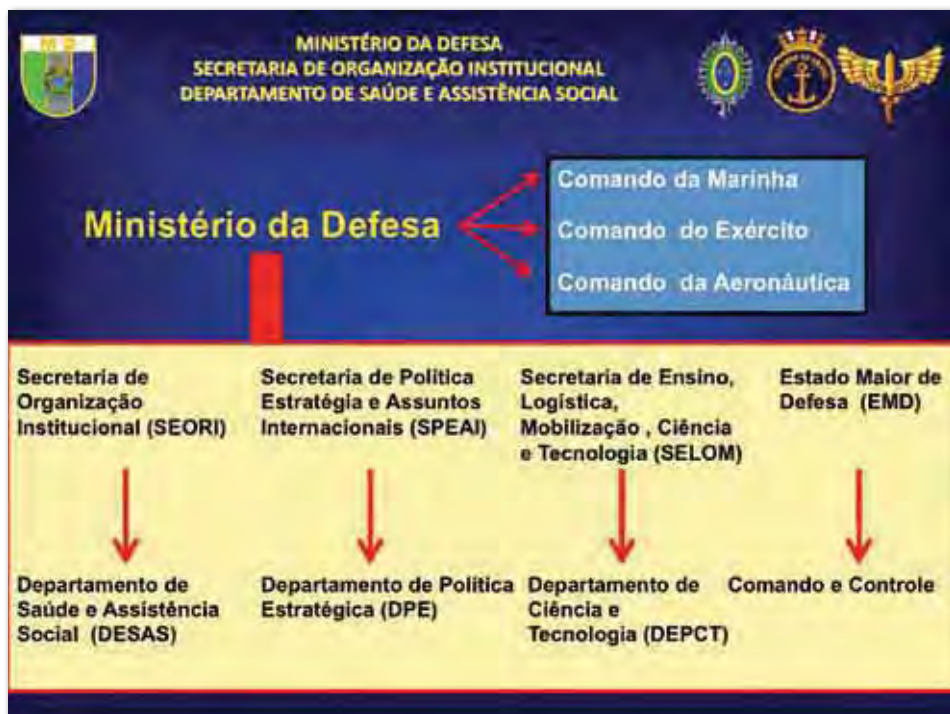 MINISTÉRIO DA DEFESA
SECRETARIA DE ORGANIZAÇÃO INSTITUCIONAL
DEPARTAMENTO DE SAÚDE E ASSISTÊNCIA SOCIAL
M D
Ministério da Defesa
Comando da Marinha
Comando do Exército
Comando da Aeronáutica
Secretaria de
Organização
Institucional (SEORI)
Secretaria de Política
Estratégia e Assuntos
Internacionais (SPEAI)
Secretaria de Ensino,
Logística,
Mobilização , Ciência
e Tecnologia (SELOM)
Estado Maior de
Defesa (EMD)
Departamento de
Saúde e Assistência
Social (DESAS)
Departamento de Política
Estratégica (DPE)
Departamento de
Ciência e
Tecnologia (DEPCT)
Comando e Controle